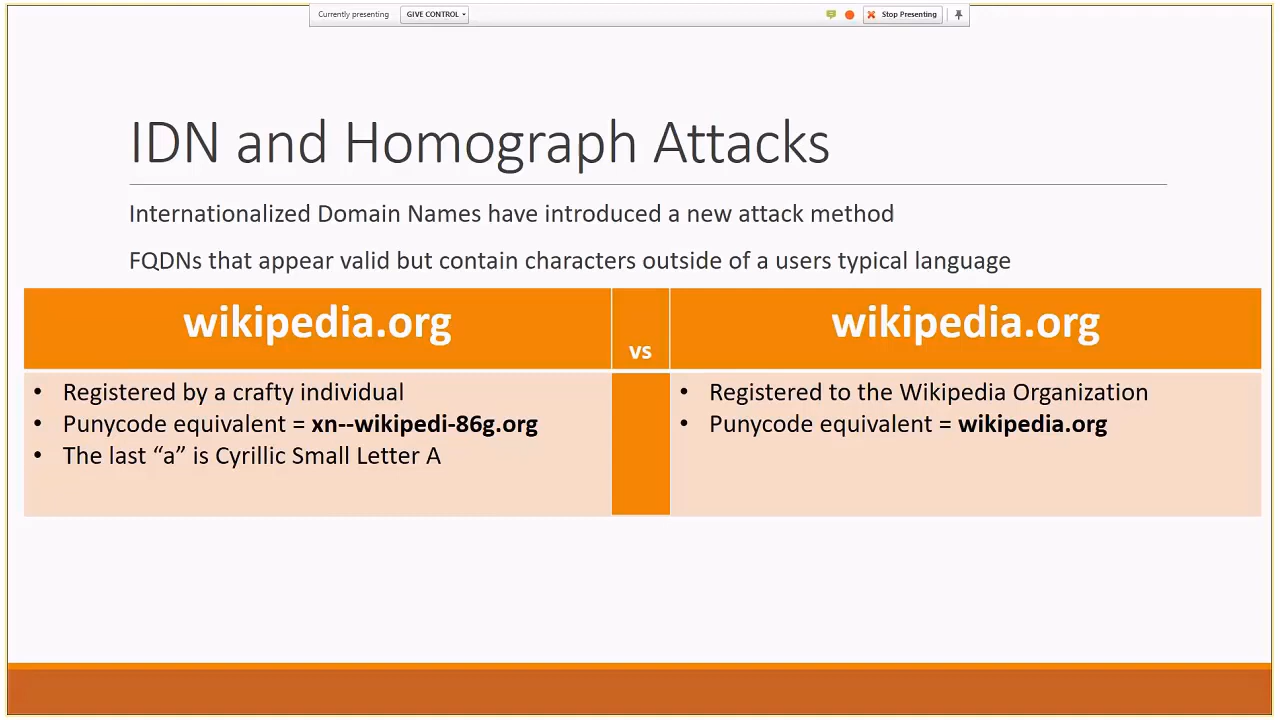 Currently presenting GIVE CONTROL Stop Presenting
IDN and Homograph Attacks
Internationalized Domain Names have introduced a new attack method
FQDNs that appear valid but contain characters outside of a users typical language
wikipedia.org vs wikipedia.org
• Registered by a crafty individual
• Punycode equivalent = xn--wikipedi-86g.org
• The last “a” is Cyrillic Small Letter A
• Registered to the Wikipedia Organization
• Punycode equivalent = wikipedia.org